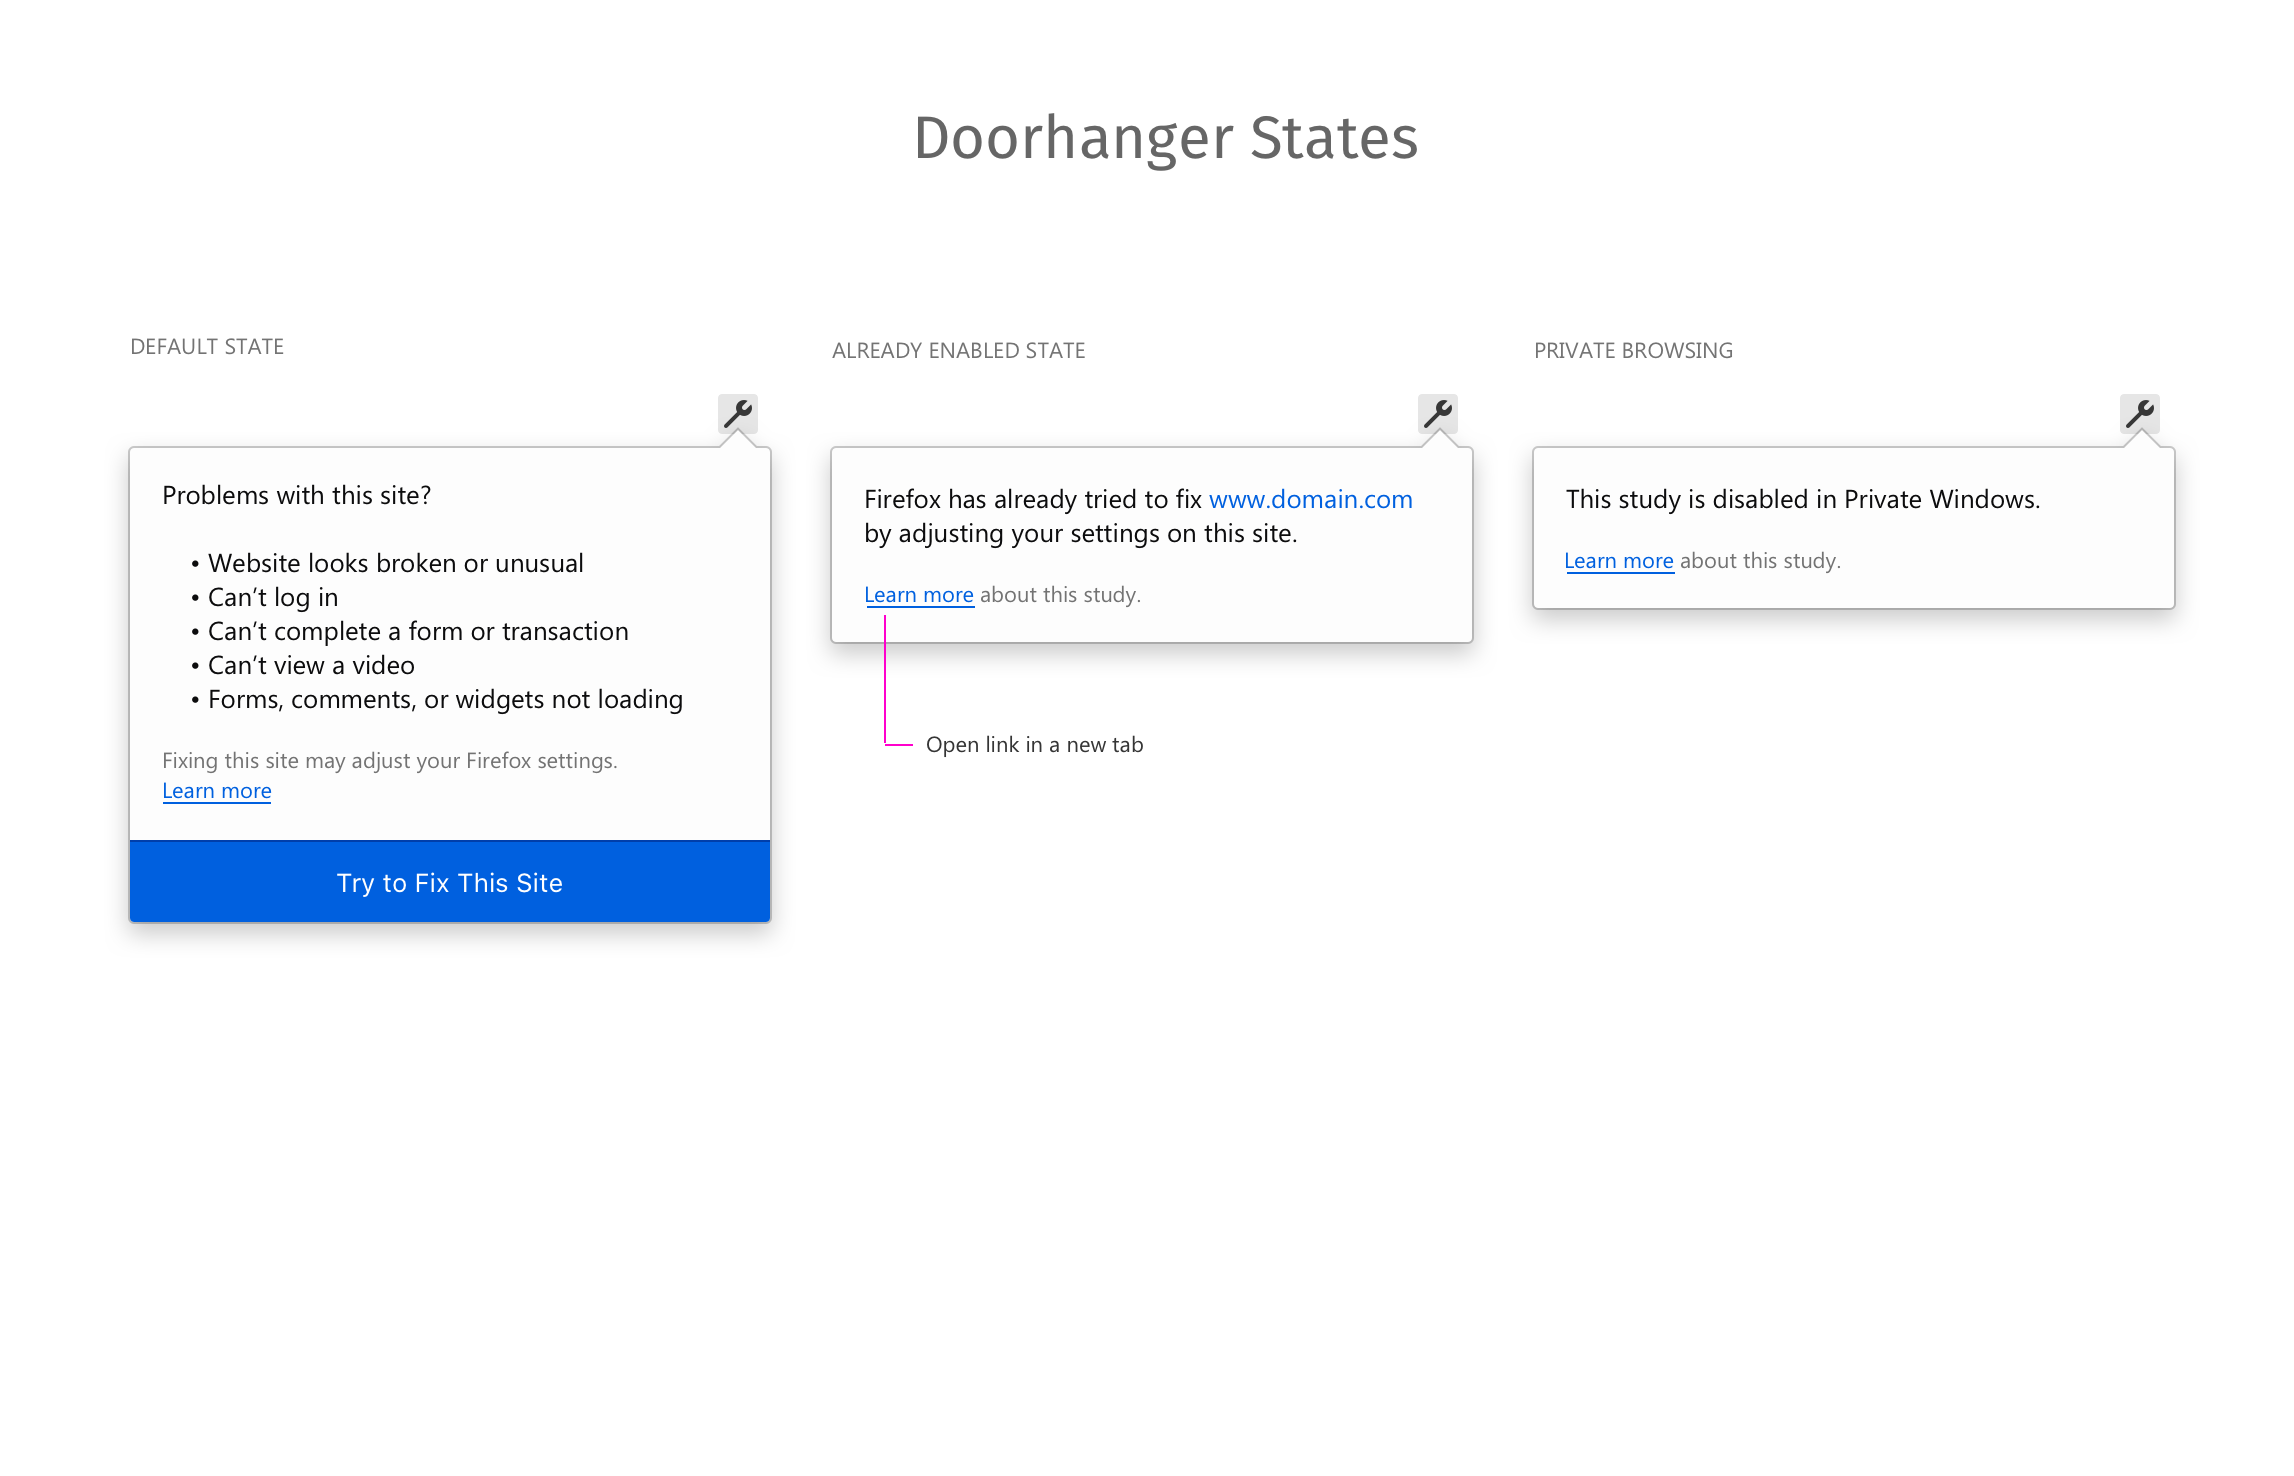 Doorhanger States
DEFAULT STATE
Problems with this site?
• Website looks broken or unusual
• Can’t log in
• Can’t complete a form or transaction
• Can’t view a video
• Forms, comments, or widgets not loading
Fixing this site may adjust your Firefox settings.
Learn more
Try to Fix This Site
ALREADY ENABLED STATE
Firefox has already tried to fix www.domain.com
by adjusting your settings on this site.
Learn more about this study.
Open link in a new tab
PRIVATE BROWSING
This study is disabled in Private Windows.
Learn more about this study.